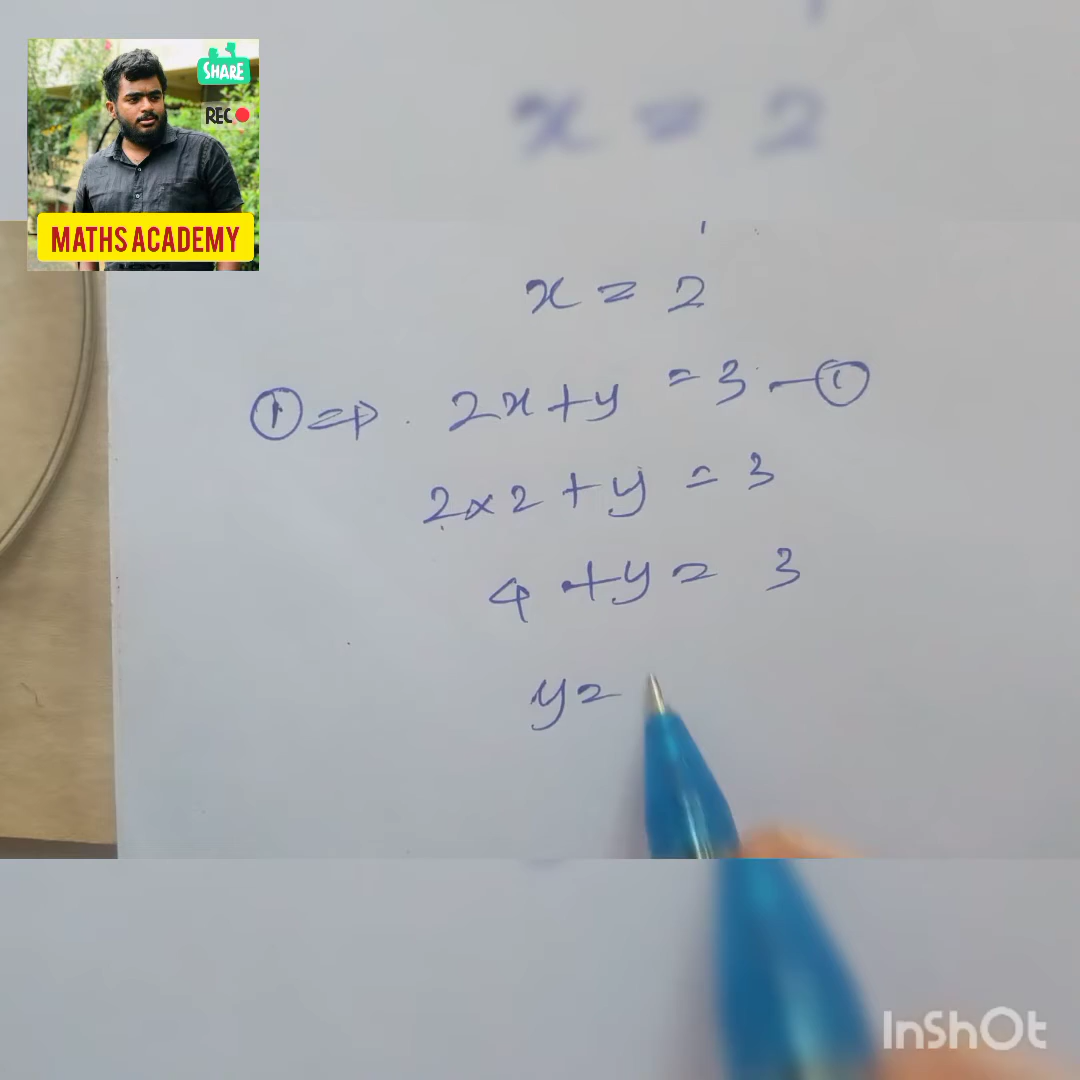 SHARE
REC
MATHS ACADEMY
x = 2
x = 2
① ⇒ 2x + y = 3 — ①
2 × 2 + y = 3
4 + y = 3
y =
InShOt